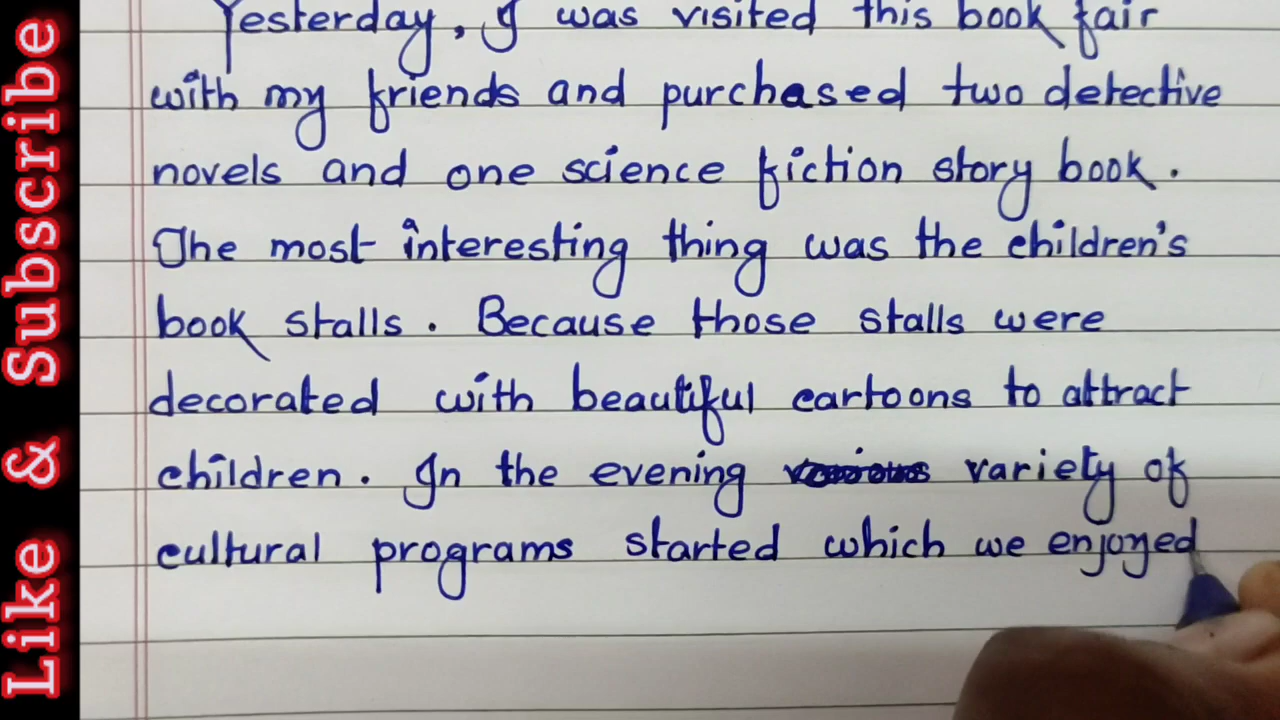 Like & Subscribe
Yesterday, I was visited this book fair
with my friends and purchased two detective
novels and one science fiction story book.
The most interesting thing was the children's
book stalls. Because those stalls were
decorated with beautiful cartoons to attract
children. In the evening variety of
cultural programs started which we enjoyed